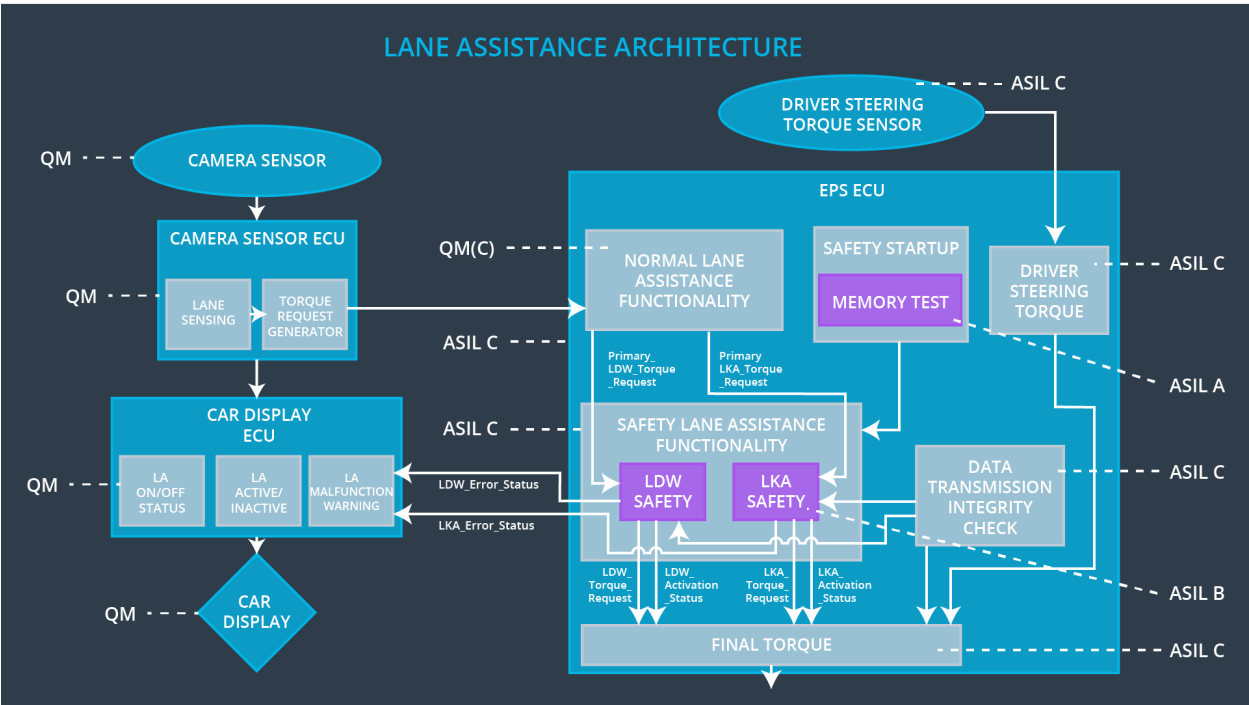 LANE ASSISTANCE ARCHITECTURE
ASIL C
DRIVER STEERING
TORQUE SENSOR
QM
CAMERA SENSOR
EPS ECU
CAMERA SENSOR ECU
QM(C)
NORMAL LANE
ASSISTANCE
FUNCTIONALITY
SAFETY STARTUP
MEMORY TEST
DRIVER
STEERING
TORQUE
ASIL C
QM
LANE
SENSING
TORQUE
REQUEST
GENERATOR
ASIL C
Primary_
LDW_Torque
_Request
Primary
LKA_Torque
_Request
ASIL A
CAR DISPLAY
ECU
ASIL C
SAFETY LANE ASSISTANCE
FUNCTIONALITY
QM
LA
ON/OFF
STATUS
LA
ACTIVE/
INACTIVE
LA
MALFUNCTION
WARNING
LDW_Error_Status
LKA_Error_Status
LDW
SAFETY
LKA
SAFETY
DATA
TRANSMISSION
INTEGRITY
CHECK
ASIL C
LDW_
Torque_
Request
LDW_
Activation
_Status
LKA_
Torque_
Request
LKA_
Activation
_Status
ASIL B
QM
CAR
DISPLAY
FINAL TORQUE
ASIL C